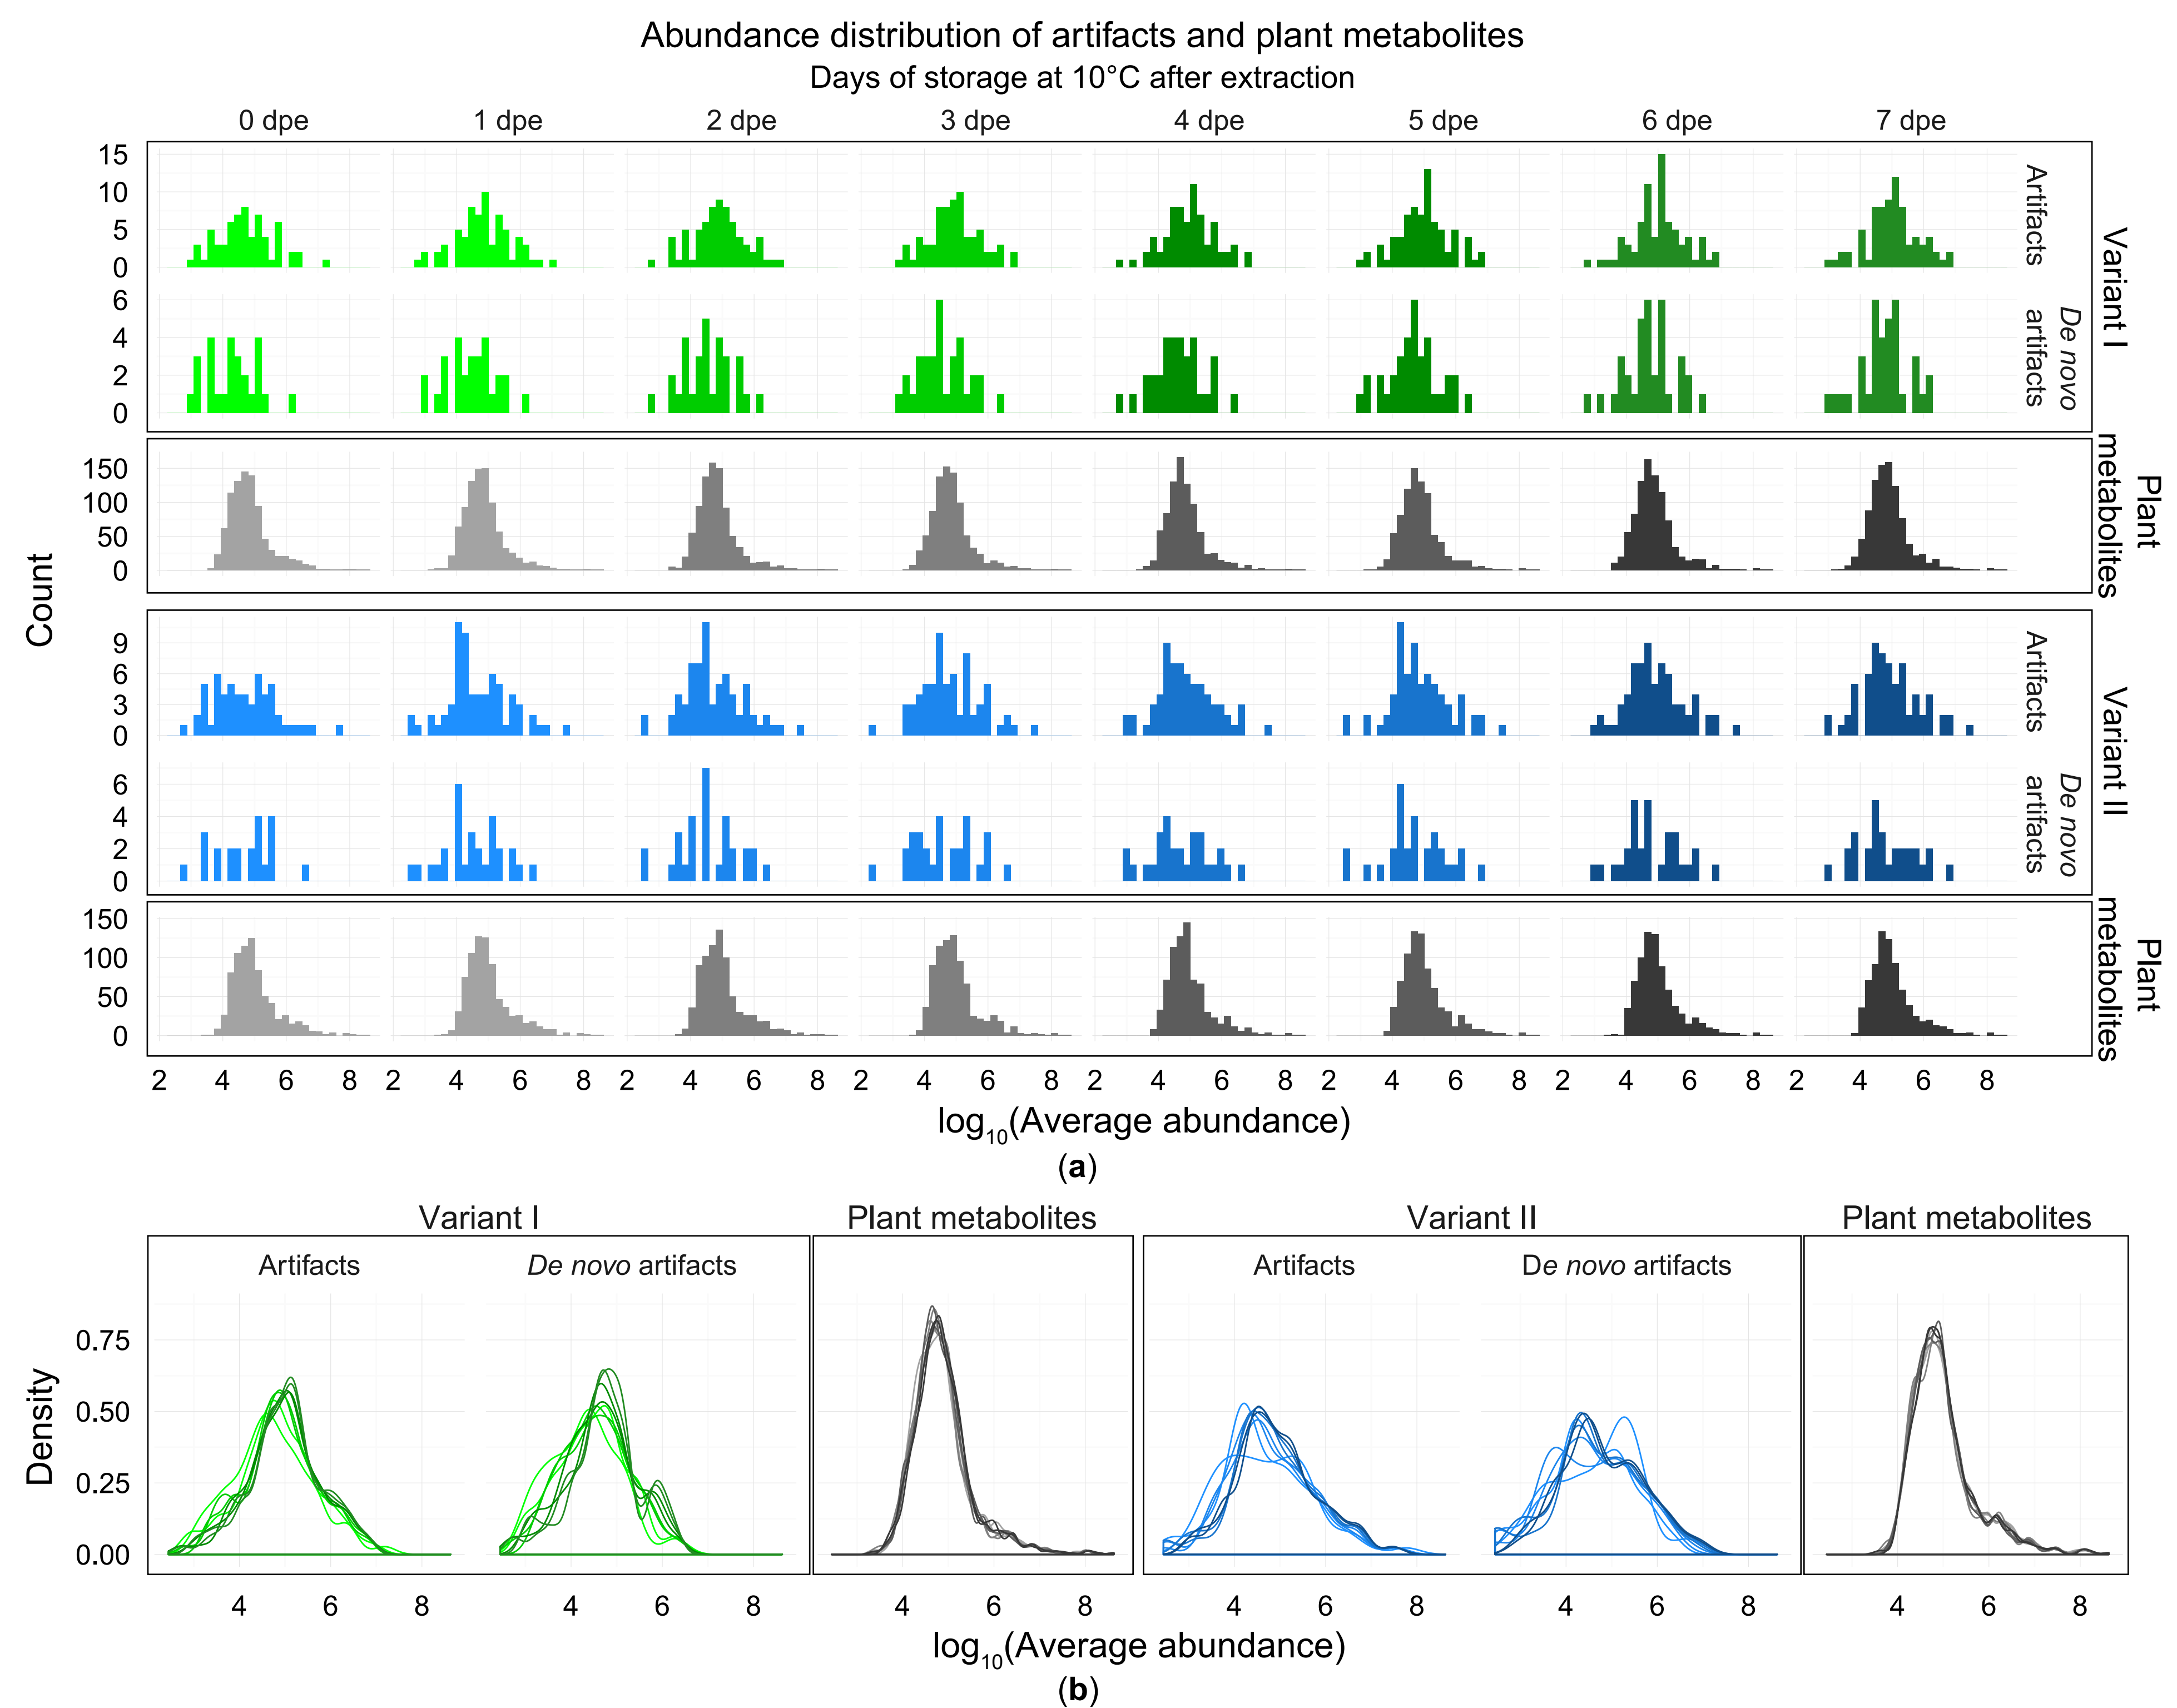 Abundance distribution of artifacts and plant metabolites
Days of storage at 10°C after extraction
0 dpe 1 dpe 2 dpe 3 dpe 4 dpe 5 dpe 6 dpe 7 dpe
Count
15
10
5
0
Artifacts
6
4
2
0
De novo
artifacts
Variant I
150
100
50
0
Plant
metabolites
9
6
3
0
Artifacts
6
4
2
0
De novo
artifacts
Variant II
150
100
50
0
Plant
metabolites
2 4 6 8 2 4 6 8 2 4 6 8 2 4 6 8 2 4 6 8 2 4 6 8 2 4 6 8 2 4 6 8
log10(Average abundance)
(a)
Variant I Plant metabolites Variant II Plant metabolites
Artifacts De novo artifacts Artifacts De novo artifacts
Density
0.75
0.50
0.25
0.00
4 6 8 4 6 8 4 6 8 4 6 8 4 6 8 4 6 8
log10(Average abundance)
(b)